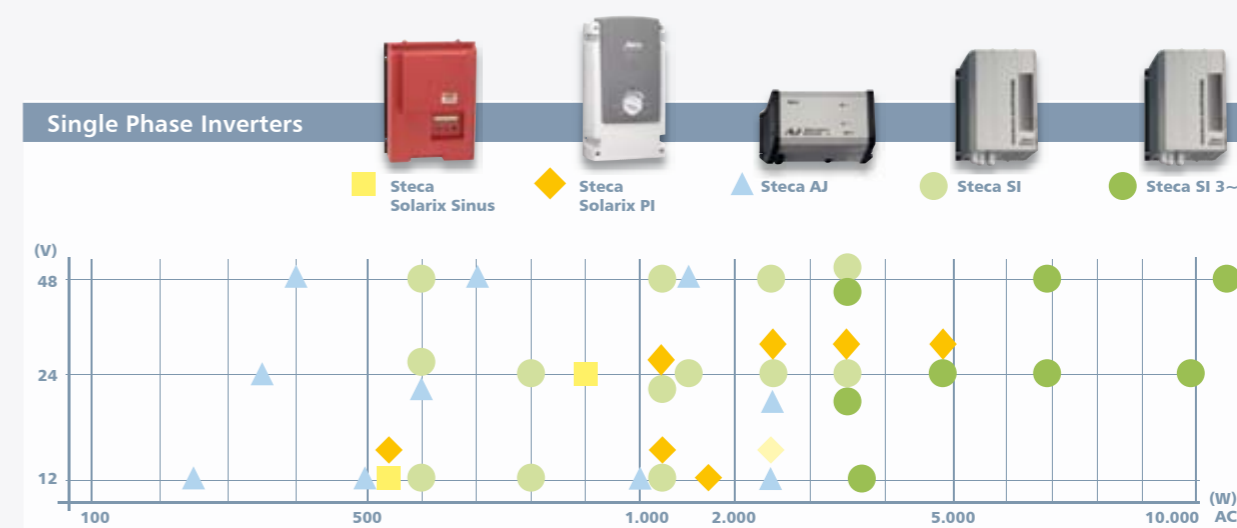 Single Phase Inverters
Steca
Solarix Sinus
Steca
Solarix PI
Steca AJ
Steca SI
Steca SI 3~
(V)
48
24
12
(W)
100
500
1.000
2.000
5.000
10.000
AC